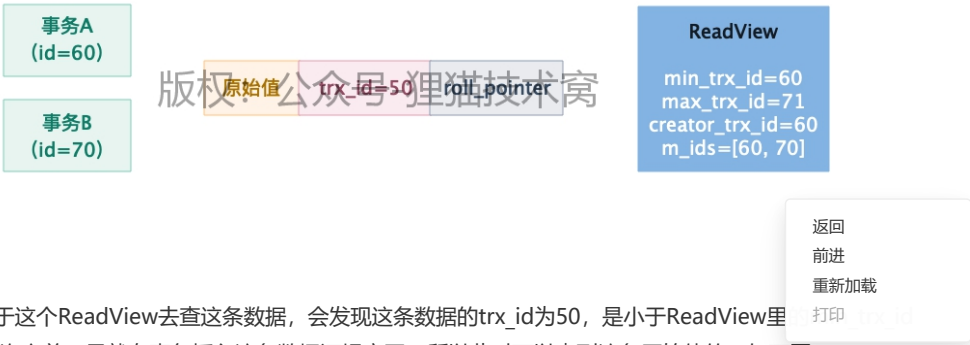 事务A
(id=60)
事务B
(id=70)
版权：公众号 狸猫技术窝
原始值 trx_id=50 roll_pointer
ReadView
min_trx_id=60
max_trx_id=71
creator_trx_id=60
m_ids=[60, 70]
返回
前进
重新加载
打印
于这个ReadView去查这条数据，会发现这条数据的trx_id为50，是小于ReadView里 trx_id